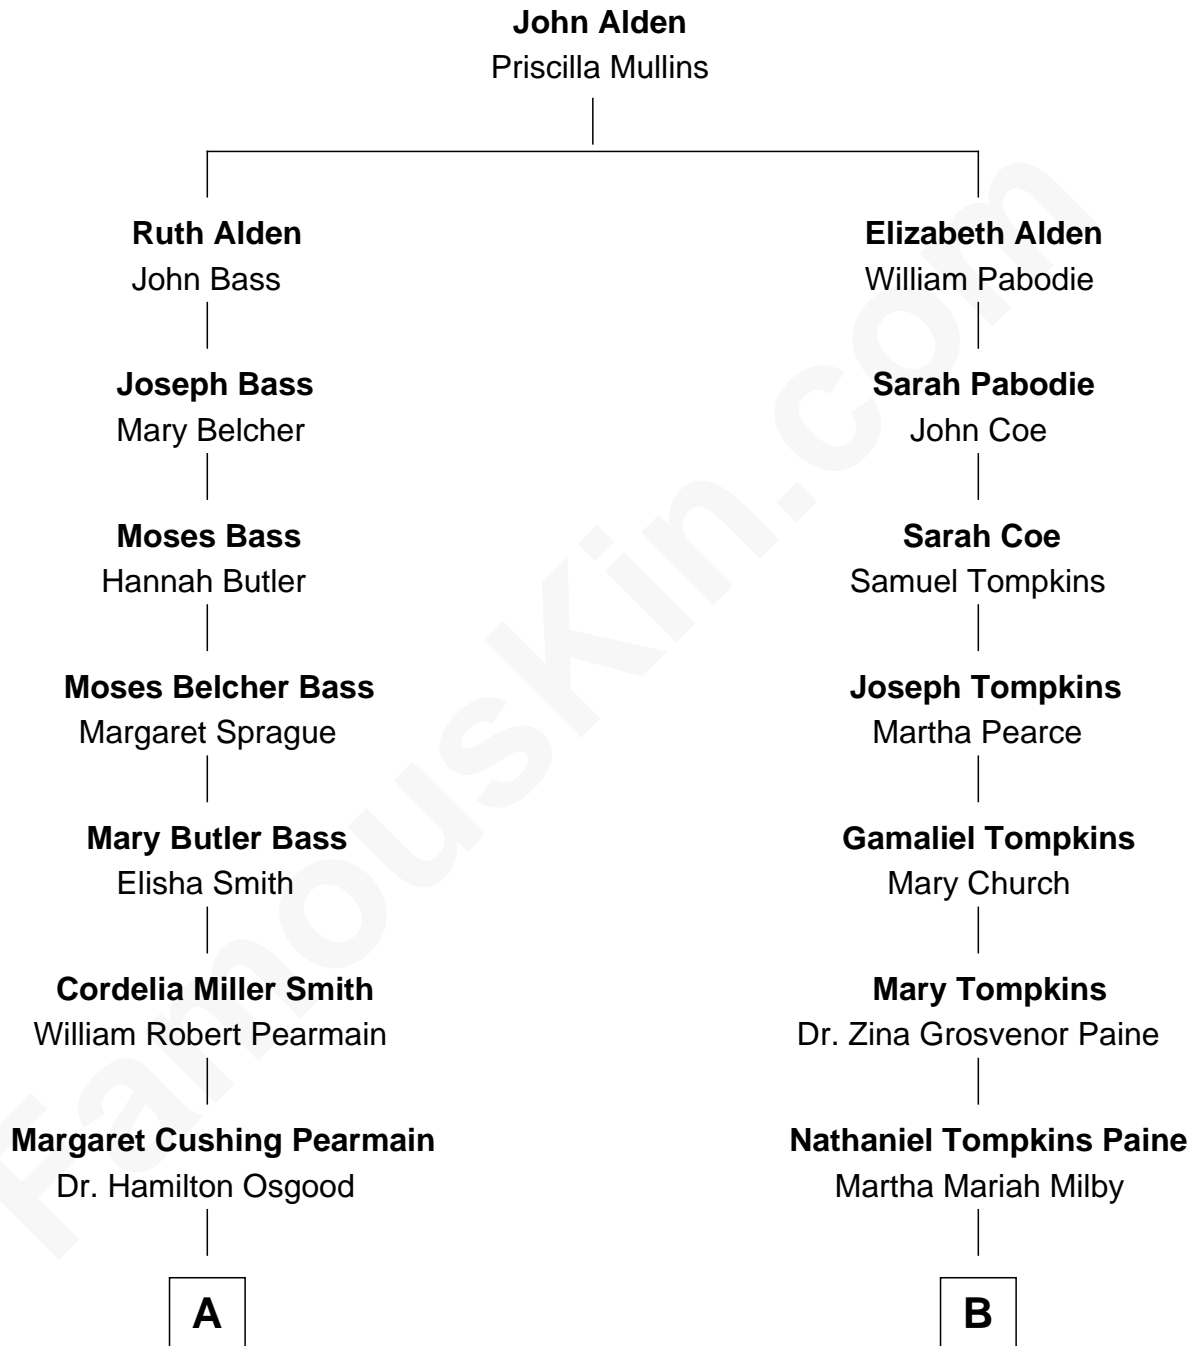 John Alden
Priscilla Mullins
Ruth Alden
John Bass
Elizabeth Alden
William Pabodie
Joseph Bass
Mary Belcher
Sarah Pabodie
John Coe
Moses Bass
Hannah Butler
Sarah Coe
Samuel Tompkins
Moses Belcher Bass
Margaret Sprague
Joseph Tompkins
Martha Pearce
Mary Butler Bass
Elisha Smith
Gamaliel Tompkins
Mary Church
Cordelia Miller Smith
William Robert Pearmain
Mary Tompkins
Dr. Zina Grosvenor Paine
Margaret Cushing Pearmain
Dr. Hamilton Osgood
Nathaniel Tompkins Paine
Martha Mariah Milby
A
B
FamousKin.com